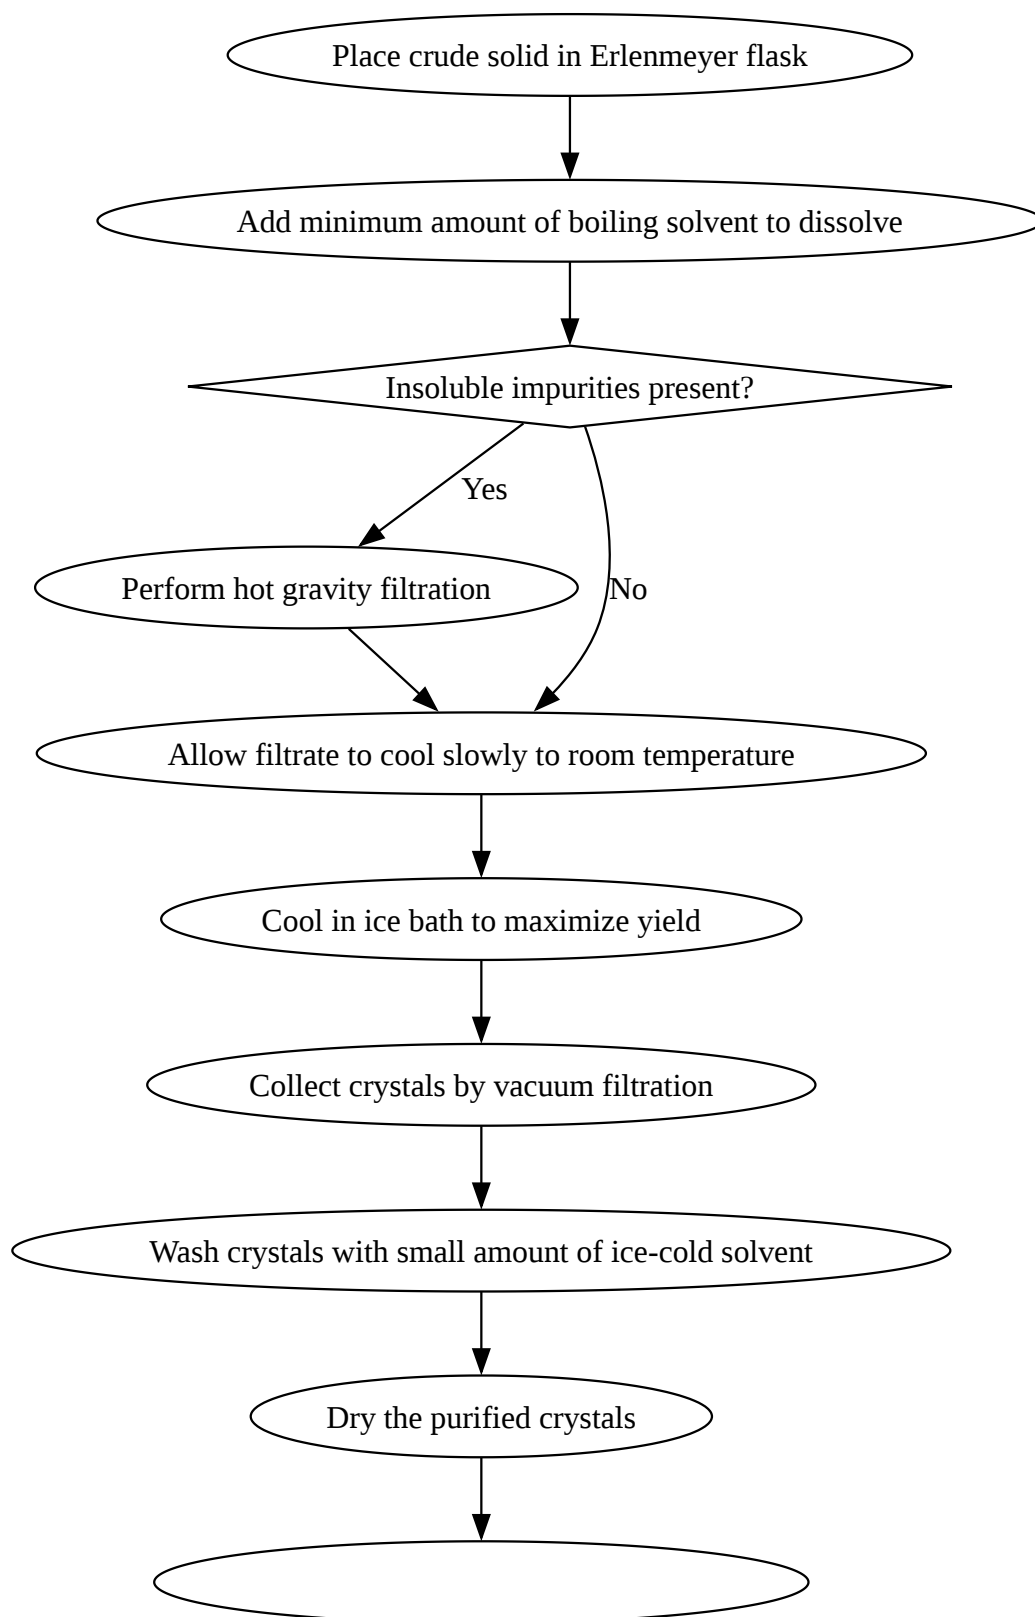 Place crude solid in Erlenmeyer flask
Add minimum amount of boiling solvent to dissolve
Insoluble impurities present?
Yes
Perform hot gravity filtration
No
Allow filtrate to cool slowly to room temperature
Cool in ice bath to maximize yield
Collect crystals by vacuum filtration
Wash crystals with small amount of ice-cold solvent
Dry the purified crystals